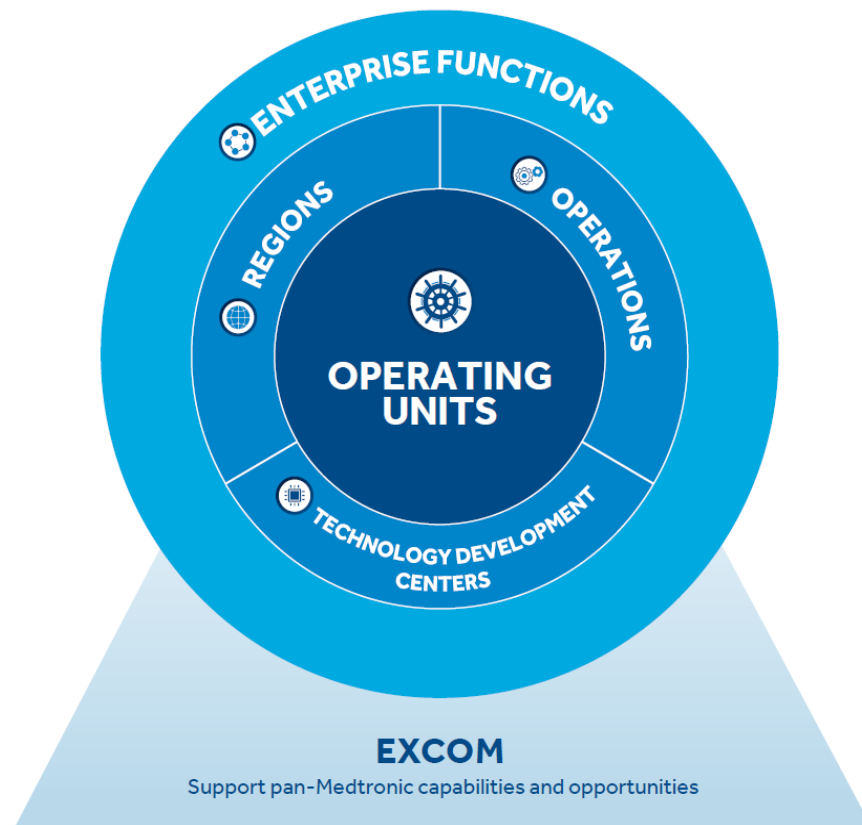 ENTERPRISE FUNCTIONS
REGIONS
OPERATIONS
OPERATING
UNITS
TECHNOLOGY DEVELOPMENT
CENTERS
EXCOM
Support pan-Medtronic capabilities and opportunities